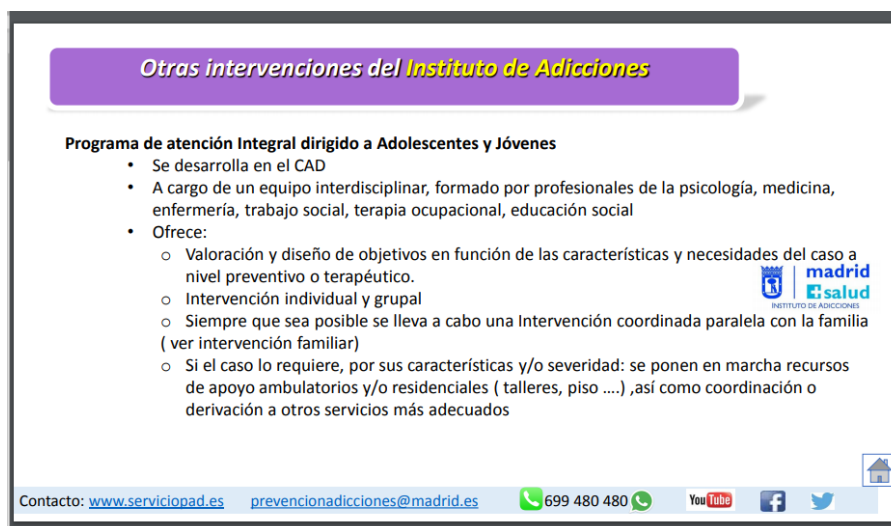 Otras intervenciones del Instituto de Adicciones
Programa de atención Integral dirigido a Adolescentes y Jóvenes
• Se desarrolla en el CAD
• A cargo de un equipo interdisciplinar, formado por profesionales de la psicología, medicina,
enfermería, trabajo social, terapia ocupacional, educación social
• Ofrece:
o Valoración y diseño de objetivos en función de las características y necesidades del caso a
nivel preventivo o terapéutico.
o Intervención individual y grupal
o Siempre que sea posible se lleva a cabo una Intervención coordinada paralela con la familia
( ver intervención familiar)
o Si el caso lo requiere, por sus características y/o severidad: se ponen en marcha recursos
de apoyo ambulatorios y/o residenciales ( talleres, piso ....) ,así como coordinación o
derivación a otros servicios más adecuados
madrid
salud
INSTITUTO DE ADICCIONES
Contacto: www.serviciopad.es prevencionadicciones@madrid.es 699 480 480 YouTube